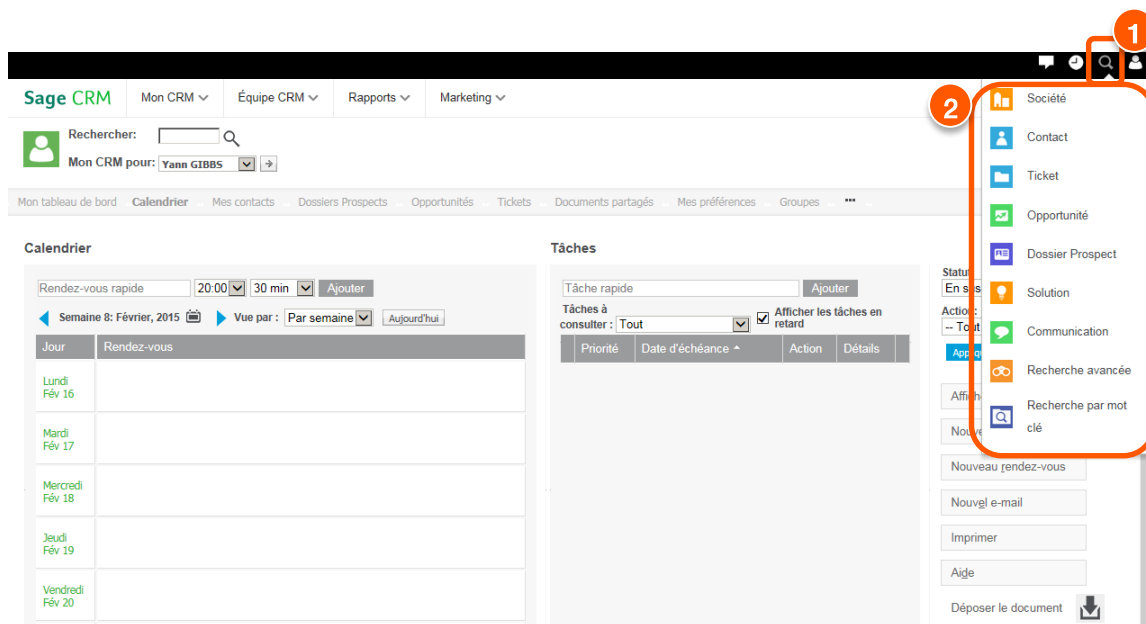 1
Sage CRM
Mon CRM
Équipe CRM
Rapports
Marketing
2
Société
Contact
Ticket
Opportunité
Dossier Prospect
Solution
Communication
Recherche avancée
Recherche par mot
clé
Rechercher:
Mon CRM pour: Yann GIBBS
Mon tableau de bord
Calendrier
Mes contacts
Dossiers Prospects
Opportunités
Tickets
Documents partagés
Mes préférences
Groupes
•••
Calendrier
Rendez-vous rapide
20:00
30 min
Ajouter
Semaine 8: Février, 2015
Vue par :
Par semaine
Aujourd'hui
Jour
Rendez-vous
Lundi
Fév 16
Mardi
Fév 17
Mercredi
Fév 18
Jeudi
Fév 19
Vendredi
Fév 20
Tâches
Tâche rapide
Ajouter
Tâches à
consulter : Tout
Afficher les tâches en
retard
Priorité
Date d'échéance
Action
Détails
Statut
Action:
-- Tout
Nouveau rendez-vous
Nouvel e-mail
Imprimer
Aide
Déposer le document